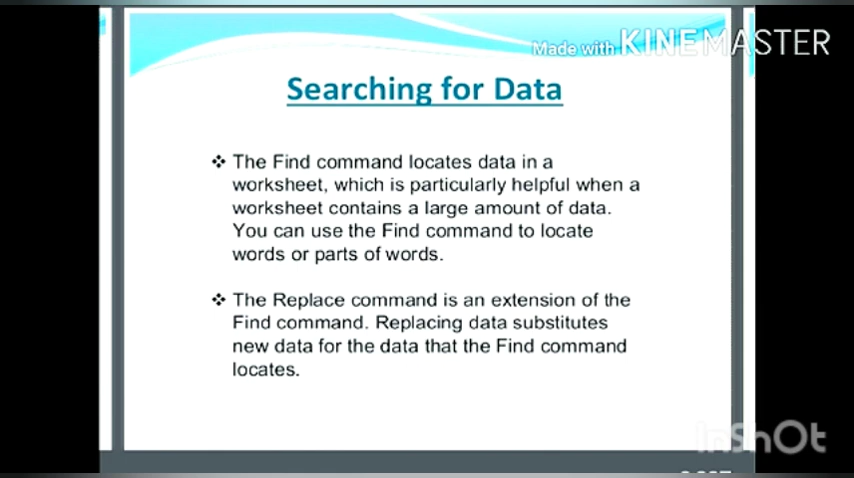 Made with KINEMASTER
Searching for Data
❖ The Find command locates data in a
worksheet, which is particularly helpful when a
worksheet contains a large amount of data.
You can use the Find command to locate
words or parts of words.
❖ The Replace command is an extension of the
Find command. Replacing data substitutes
new data for the data that the Find command
locates.
InShOt